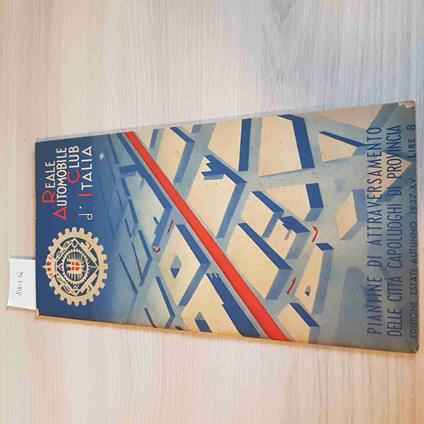 REALE
AUTOMOBILE
CLUB
d'ITALIA
PIANTINE DI ATTRAVERSAMENTO
DELLE CITTÀ CAPOLUOGHI DI PROVINCIA
EDIZIONE ESTATE-AUTUNNO 1937-XV LIRE 8